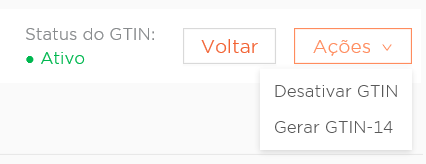 Status do GTIN:
● Ativo
Voltar
Ações
Desativar GTIN
Gerar GTIN-14